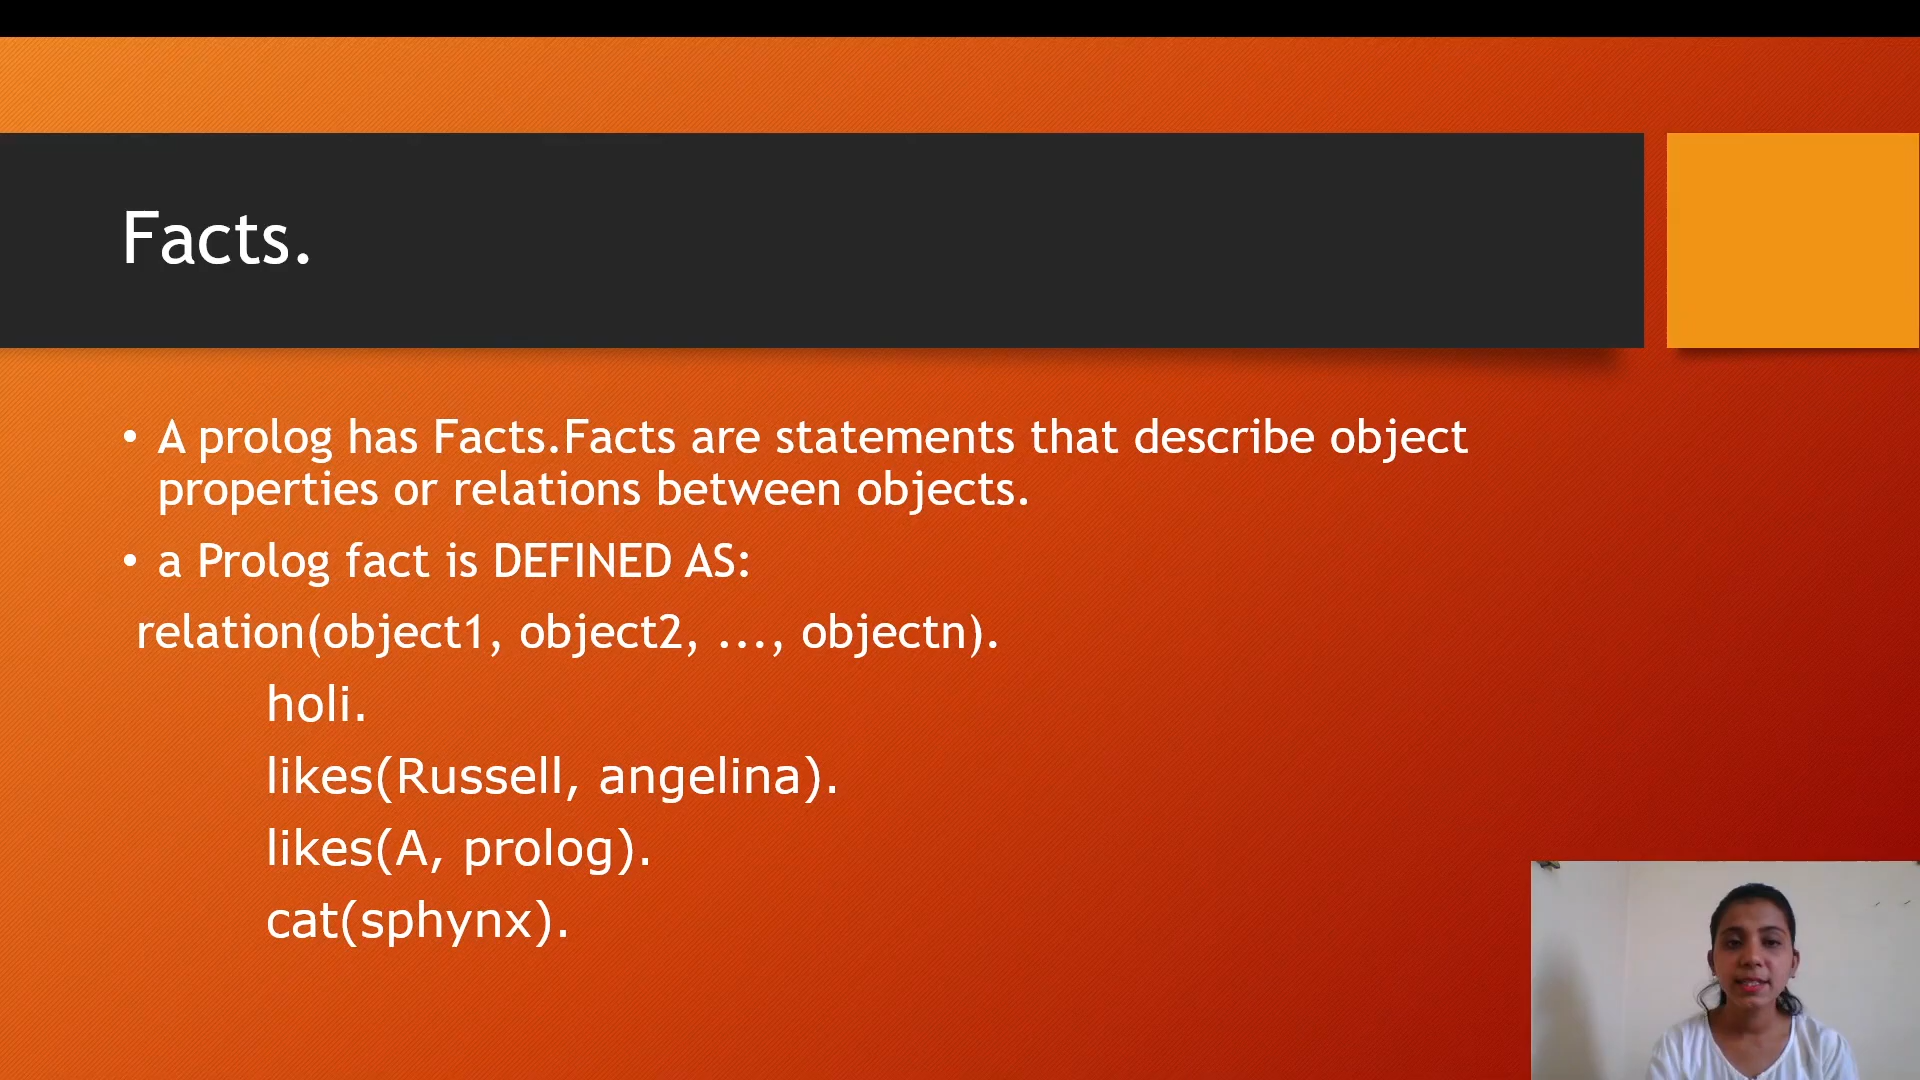 Facts.
• A prolog has Facts.Facts are statements that describe object
properties or relations between objects.
• a Prolog fact is DEFINED AS:
relation(object1, object2, ..., objectn).
holi.
likes(Russell, angelina).
likes(A, prolog).
cat(sphynx).